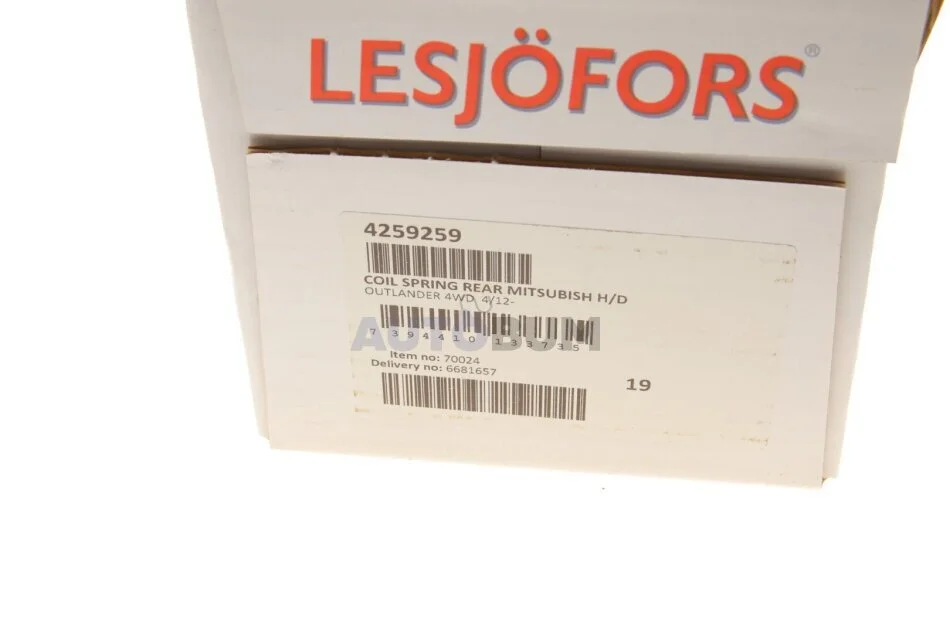 LESJÖFORS®
4259259
COIL SPRING REAR MITSUBISH H/D
OUTLANDER 4WD 4/12-
AUTOBUM
7 394410 133735
Item no: 70024
Delivery no: 6681657
19